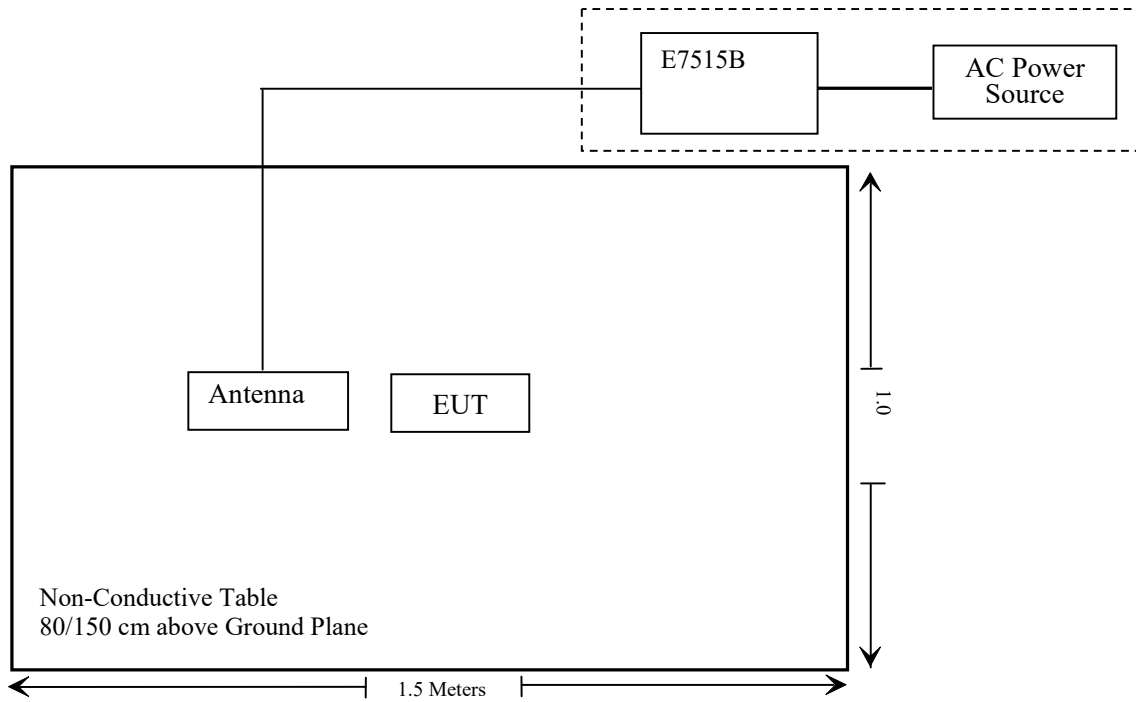 E7515B
AC Power
Source
Antenna
EUT
1.0
Non-Conductive Table
80/150 cm above Ground Plane
1.5 Meters